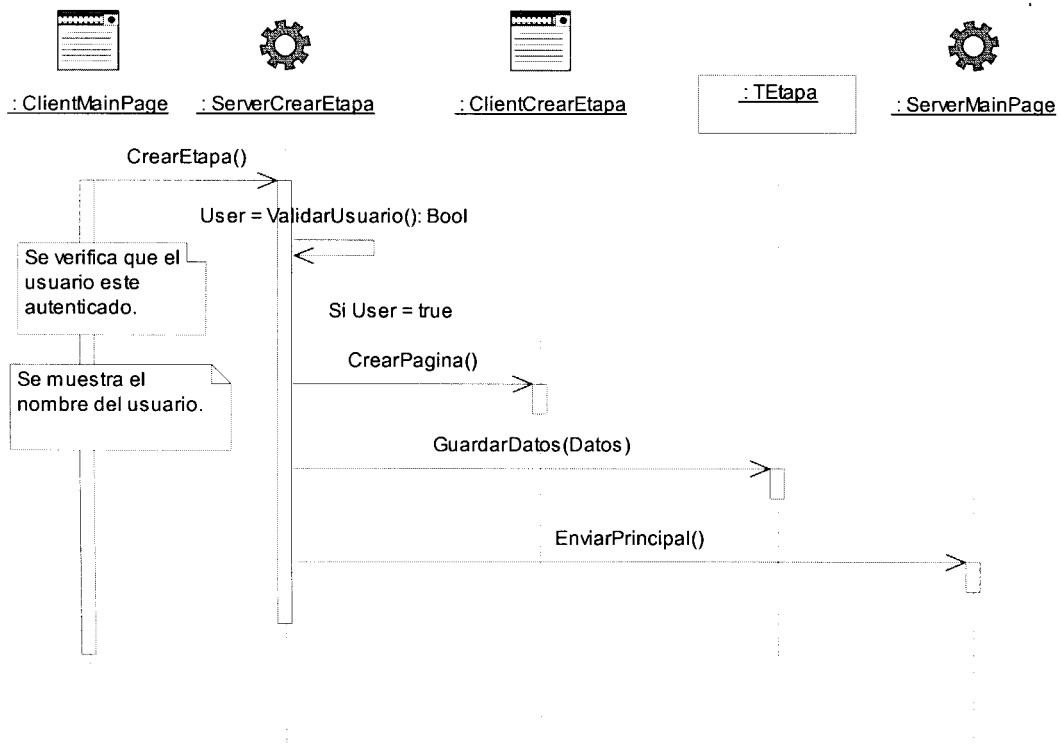 : ClientMainPage
: ServerCrearEtapa
: ClientCrearEtapa
: TEtapa
: ServerMainPage
CrearEtapa()
User = ValidarUsuario(): Bool
Se verifica que el
usuario este
autenticado.
Si User = true
CrearPagina()
Se muestra el
nombre del usuario.
GuardarDatos(Datos)
EnviarPrincipal()